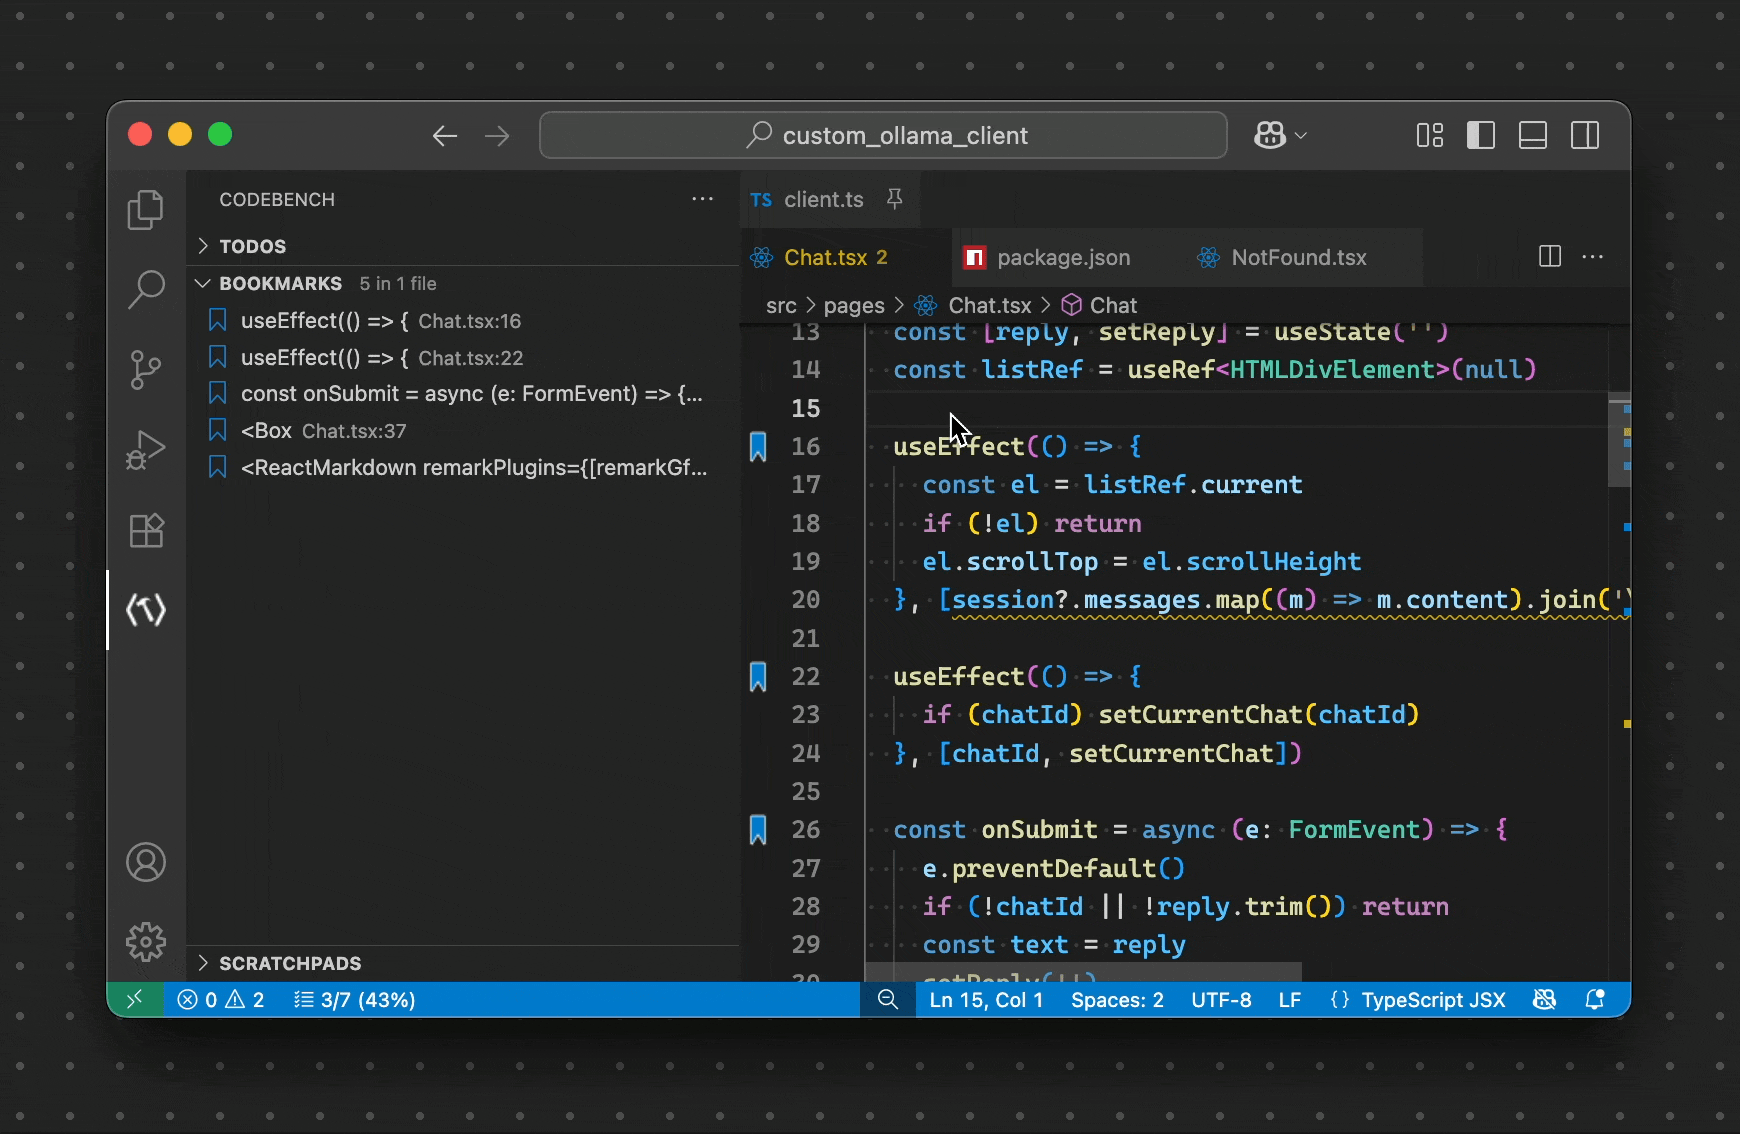 custom_ollama_client
CODEBENCH
TODOS
BOOKMARKS 5 in 1 file
useEffect(() => { Chat.tsx:16
useEffect(() => { Chat.tsx:22
const onSubmit = async (e: FormEvent) => {...
<Box Chat.tsx:37
<ReactMarkdown remarkPlugins={[remarkGf...
SCRATCHPADS
TS client.ts
Chat.tsx 2 package.json NotFound.tsx
src > pages > Chat.tsx > Chat
13 const [reply, setReply] = useState('')
14 const listRef = useRef<HTMLDivElement>(null)
15
16 useEffect(() => {
17 const el = listRef.current
18 if (!el) return
19 el.scrollTop = el.scrollHeight
20 }, [session?.messages.map((m) => m.content).join('\
21
22 useEffect(() => {
23 if (chatId) setCurrentChat(chatId)
24 }, [chatId, setCurrentChat])
25
26 const onSubmit = async (e: FormEvent) => {
27 e.preventDefault()
28 if (!chatId || !reply.trim()) return
29 const text = reply
30 setReply('')
0 2 3/7 (43%) Ln 15, Col 1 Spaces: 2 UTF-8 LF {} TypeScript JSX